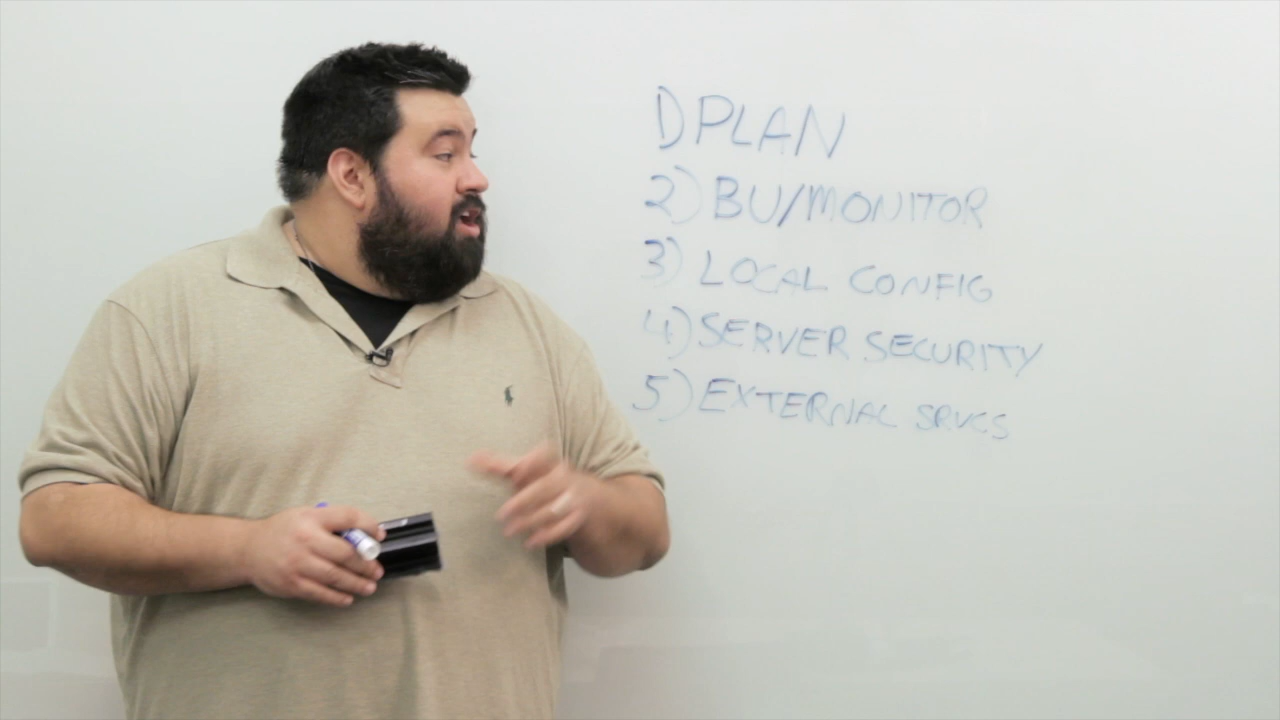 1) PLAN
2) BU/MONITOR
3) LOCAL CONFIG
4) SERVER SECURITY
5) EXTERNAL SRVCS